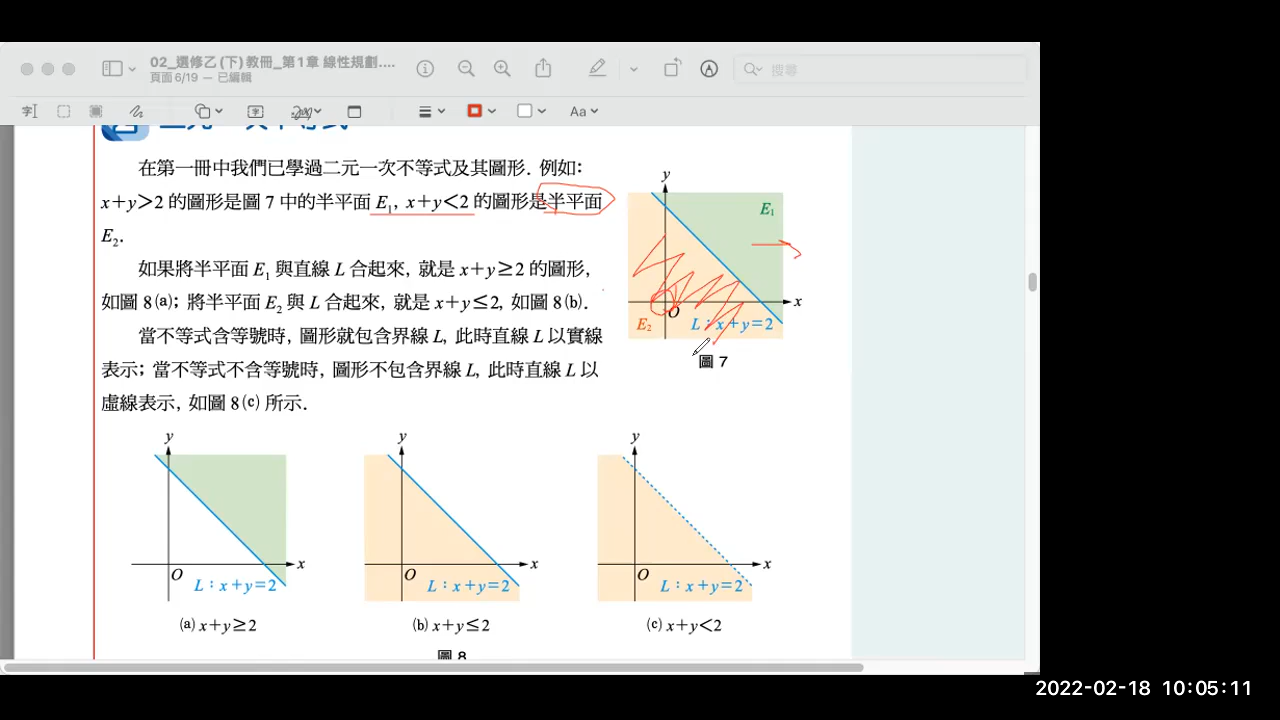 02_選修乙(下)教冊_第1章 線性規劃....
頁面 6/19 — 已編輯
搜尋
Aa
二元一次不等式
在第一冊中我們已學過二元一次不等式及其圖形. 例如:
x+y>2 的圖形是圖 7 中的半平面 E₁, x+y<2 的圖形是半平面
E₂.
如果將半平面 E₁ 與直線 L 合起來, 就是 x+y≥2 的圖形,
如圖 8(a); 將半平面 E₂ 與 L 合起來, 就是 x+y≤2, 如圖 8(b).
當不等式含等號時, 圖形就包含界線 L, 此時直線 L 以實線
表示; 當不等式不含等號時, 圖形不包含界線 L, 此時直線 L 以
虛線表示, 如圖 8(c) 所示.
y
E₁
x
O
E₂
L:x+y=2
圖 7
y
x
O
L:x+y=2
(a) x+y≥2
y
x
O
L:x+y=2
(b) x+y≤2
y
x
O
L:x+y=2
(c) x+y<2
圖 8
2022-02-18 10:05:11